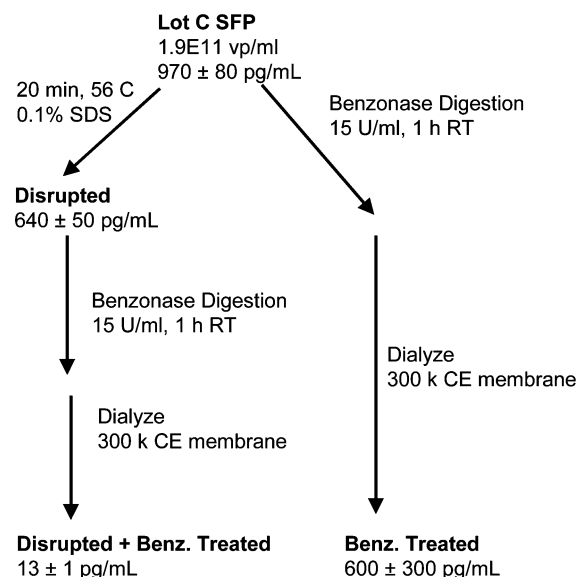 Lot C SFP
1.9E11 vp/ml
970 ± 80 pg/mL
20 min, 56 C
0.1% SDS
Benzonase Digestion
15 U/ml, 1 h RT
Disrupted
640 ± 50 pg/mL
Benzonase Digestion
15 U/ml, 1 h RT
Dialyze
300 k CE membrane
Dialyze
300 k CE membrane
Disrupted + Benz. Treated
13 ± 1 pg/mL
Benz. Treated
600 ± 300 pg/mL